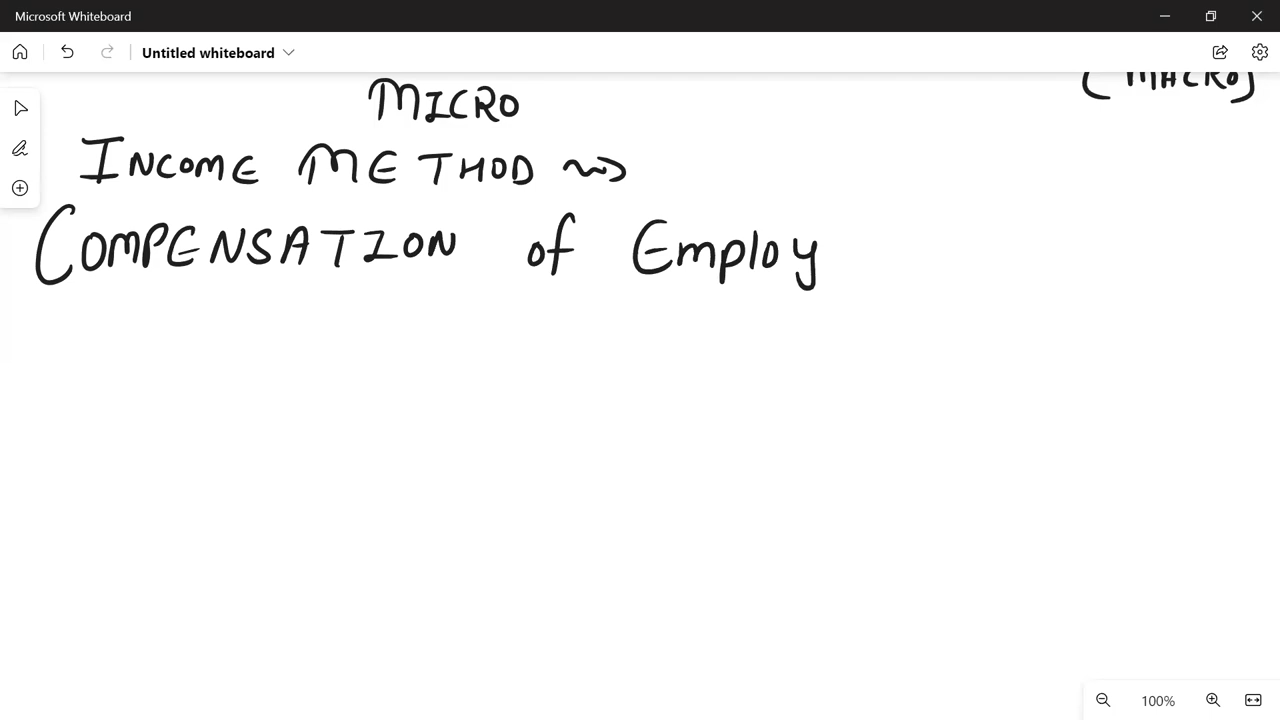 Microsoft Whiteboard
Untitled whiteboard
(MACRO)
MICRO
INCOME METHOD
COMPENSATION of Employ
100%